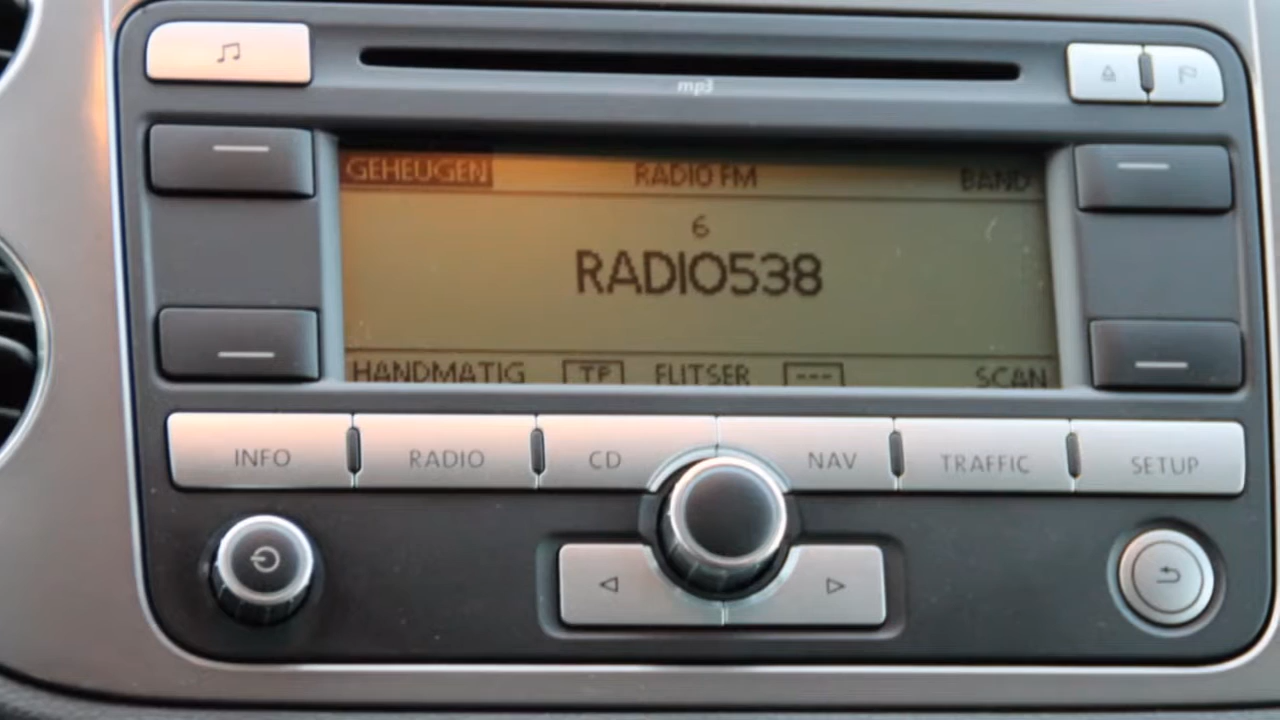 mp3
GEHEUGEN RADIO FM BAND
6
RADIO538
HANDMATIG TP FLITSER --- SCAN
INFO RADIO CD NAV TRAFFIC SETUP